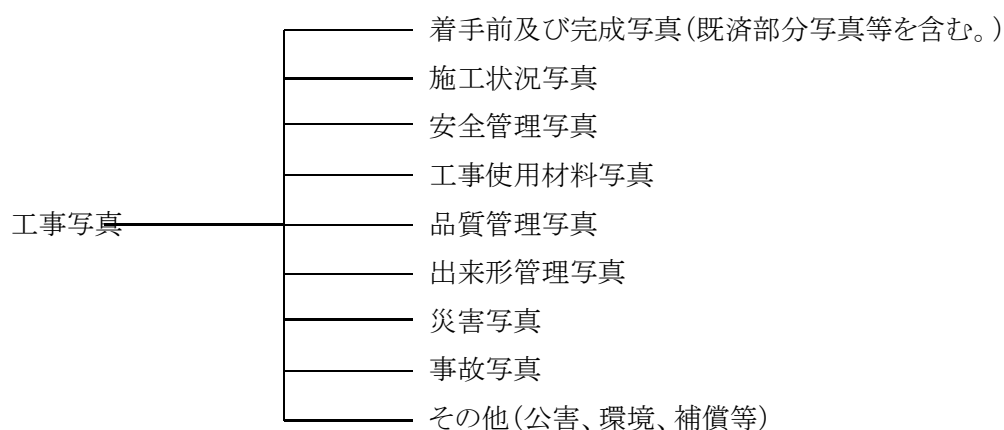 着手前及び完成写真(既済部分写真等を含む。)
施工状況写真
安全管理写真
工事使用材料写真
工事写真
品質管理写真
出来形管理写真
災害写真
事故写真
その他(公害、環境、補償等)